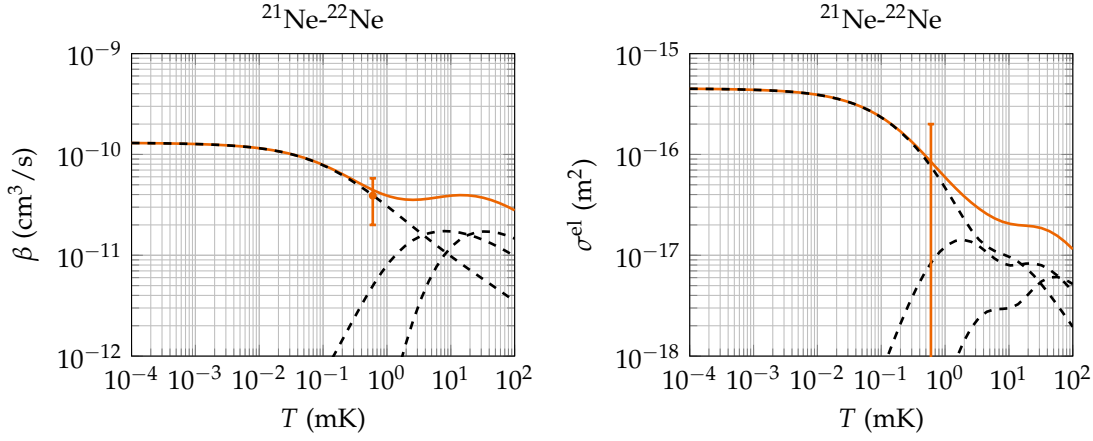 ²¹Ne-²²Ne
10⁻⁹
10⁻¹⁰
10⁻¹¹
10⁻¹²
β (cm³/s)
10⁻⁴ 10⁻³ 10⁻² 10⁻¹ 10⁰ 10¹ 10²
T (mK)
²¹Ne-²²Ne
10⁻¹⁵
10⁻¹⁶
10⁻¹⁷
10⁻¹⁸
σᵉˡ (m²)
10⁻⁴ 10⁻³ 10⁻² 10⁻¹ 10⁰ 10¹ 10²
T (mK)